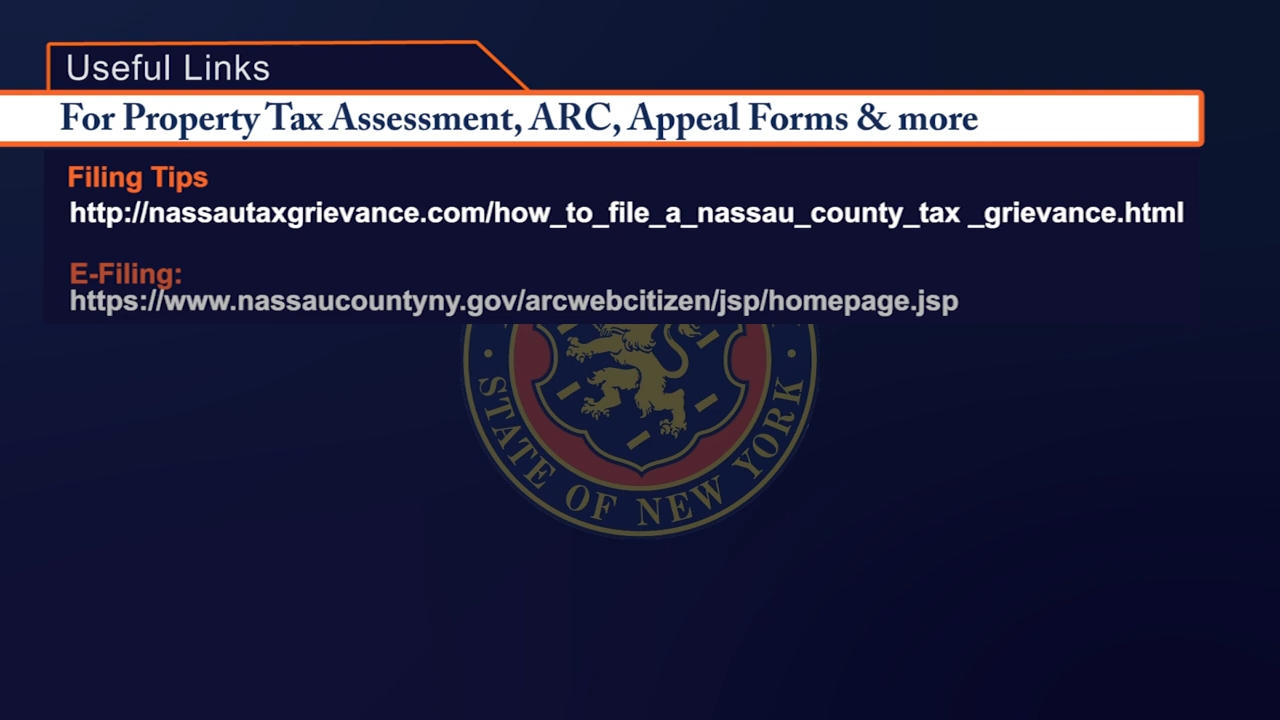 Useful Links
For Property Tax Assessment, ARC, Appeal Forms & more
Filing Tips
http://nassautaxgrievance.com/how_to_file_a_nassau_county_tax _grievance.html
E-Filing:
https://www.nassaucountyny.gov/arcwebcitizen/jsp/homepage.jsp
STATE OF NEW YORK